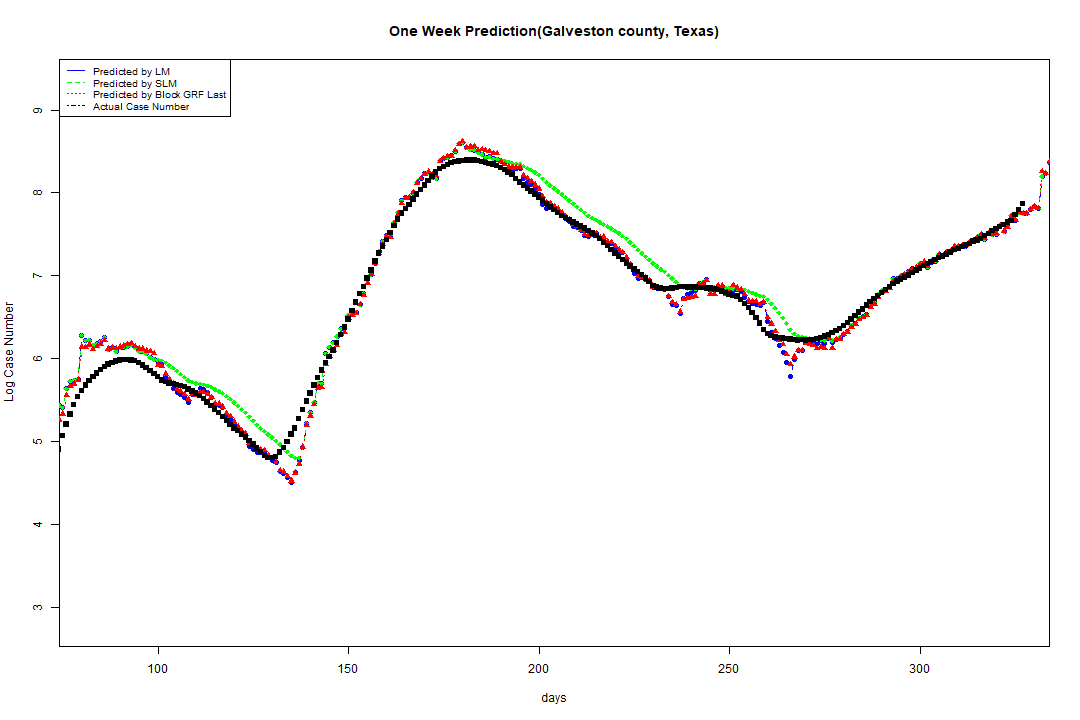 One Week Prediction(Galveston county, Texas)
Predicted by LM
Predicted by SLM
Predicted by Block GRF Last
Actual Case Number
9
8
7
6
5
4
3
Log Case Number
100 150 200 250 300
days